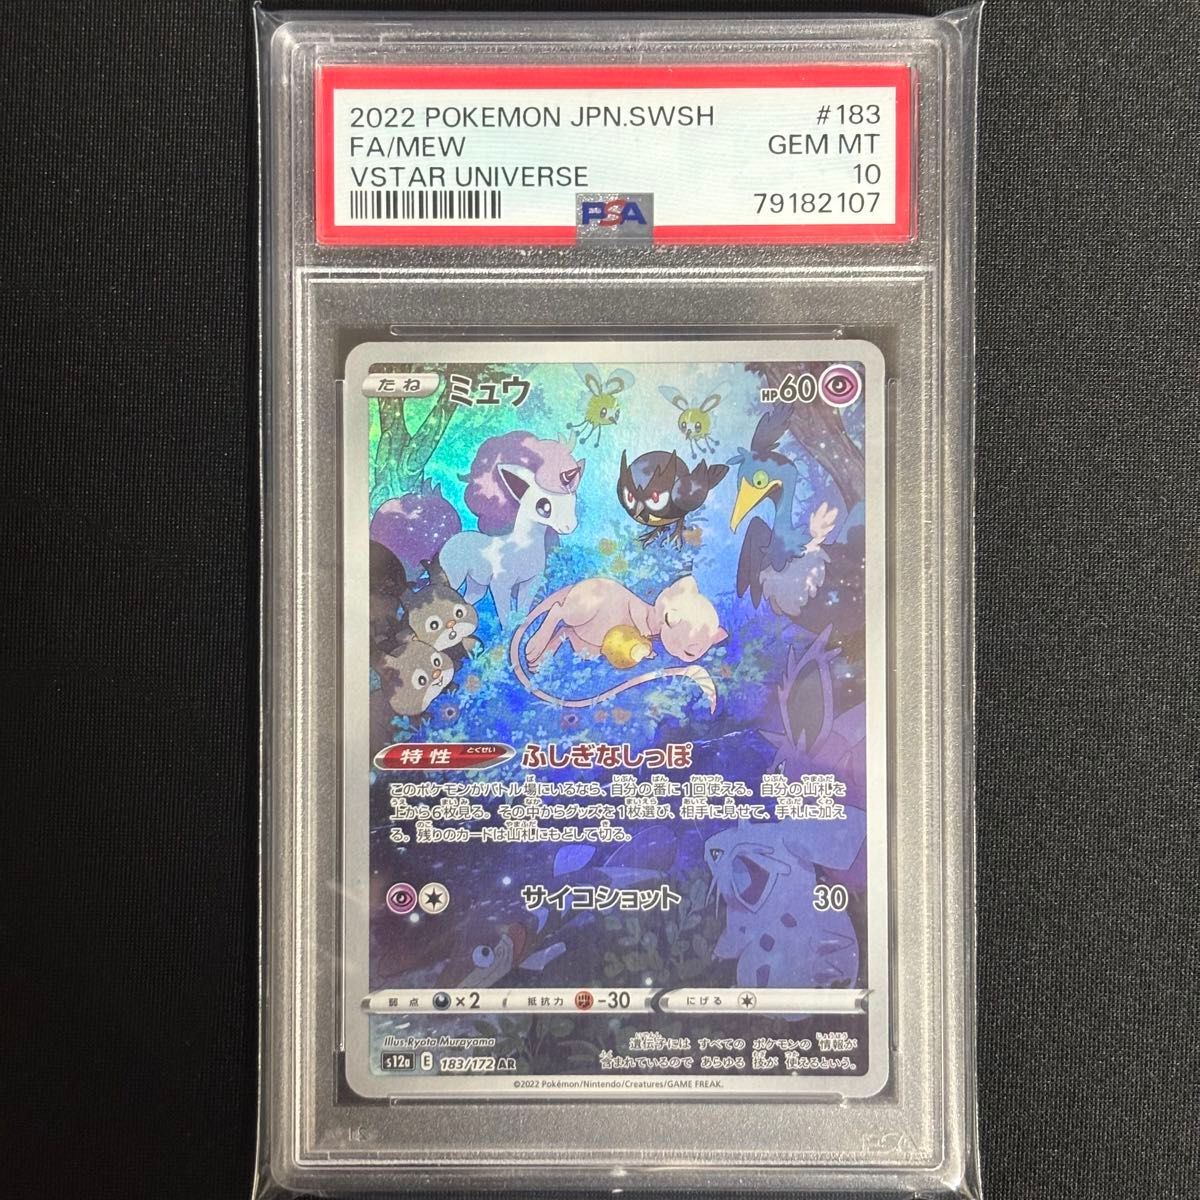 2022 POKEMON JPN.SWSH #183
FA/MEW GEM MT
VSTAR UNIVERSE 10
PSA 79182107
たね ミュウ HP60
特性 とくせい ふしぎなしっぽ
このポケモンがバトル場にいるなら、自分の番に1回使える。自分の山札を
上から6枚見る。その中からグッズを1枚選び、相手に見せて、手札に加え
る。残りのカードは山札にもどして切る。
サイコショット 30
弱点 ×2 抵抗力 -30 にげる
Illus.Ryota Murayama
遺伝子には すべての ポケモンの 情報が
s12a E 183/172 AR 含まれているので あらゆる 技が 使えるという。
©2022 Pokémon/Nintendo/Creatures/GAME FREAK.